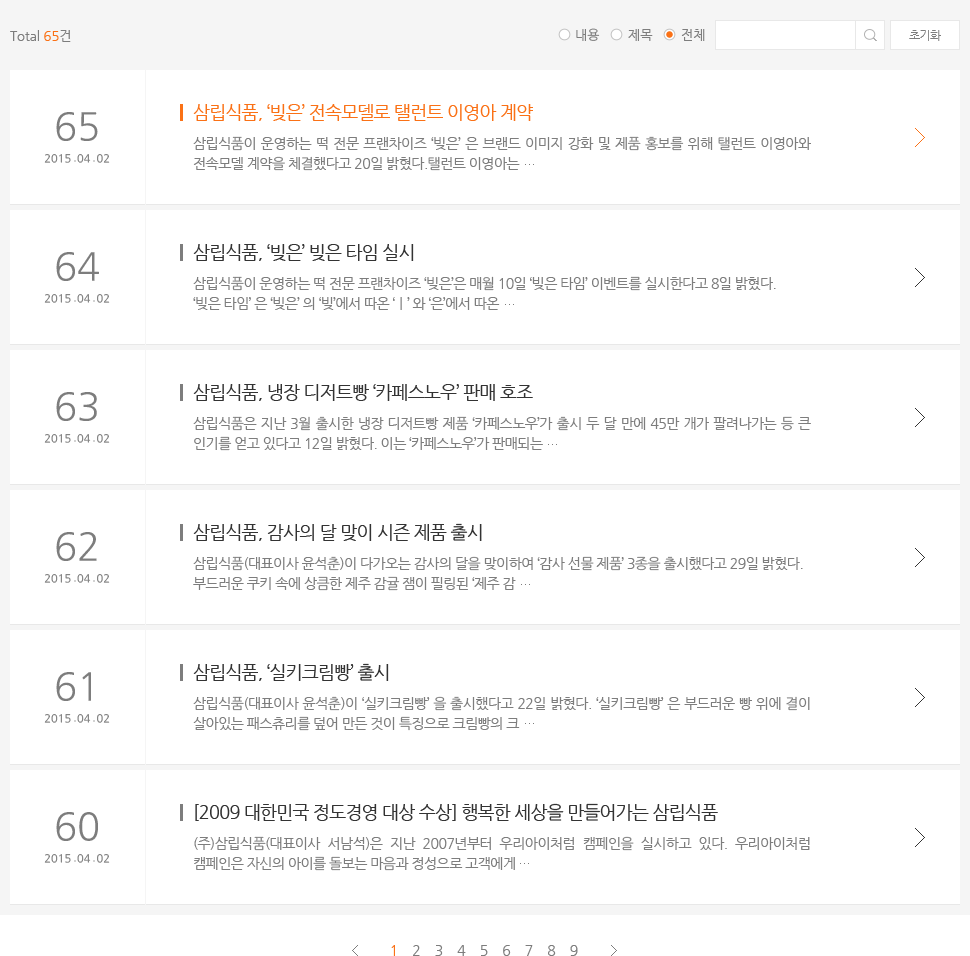 Total 65건
내용 제목 전체 초기화
65
2015 .04 .02
삼립식품, ‘빚은’ 전속모델로 탤런트 이영아 계약
삼립식품이 운영하는 떡 전문 프랜차이즈 ‘빚은’ 은 브랜드 이미지 강화 및 제품 홍보를 위해 탤런트 이영아와
전속모델 계약을 체결했다고 20일 밝혔다.탤런트 이영아는 …
64
2015 .04 .02
삼립식품, ‘빚은’ 빚은 타임 실시
삼립식품이 운영하는 떡 전문 프랜차이즈 ‘빚은’은 매월 10일 ‘빚은 타임’ 이벤트를 실시한다고 8일 밝혔다.
‘빚은 타임’ 은 ‘빚은’ 의 ‘빚’에서 따온 ‘ㅣ’ 와 ‘은’에서 따온 …
63
2015 .04 .02
삼립식품, 냉장 디저트빵 ‘카페스노우’ 판매 호조
삼립식품은 지난 3월 출시한 냉장 디저트빵 제품 ‘카페스노우’가 출시 두 달 만에 45만 개가 팔려나가는 등 큰
인기를 얻고 있다고 12일 밝혔다. 이는 ‘카페스노우’가 판매되는 …
62
2015 .04 .02
삼립식품, 감사의 달 맞이 시즌 제품 출시
삼립식품(대표이사 윤석춘)이 다가오는 감사의 달을 맞이하여 ‘감사 선물 제품’ 3종을 출시했다고 29일 밝혔다.
부드러운 쿠키 속에 상큼한 제주 감귤 잼이 필링된 ‘제주 감 …
61
2015 .04 .02
삼립식품, ‘실키크림빵’ 출시
삼립식품(대표이사 윤석춘)이 ‘실키크림빵’ 을 출시했다고 22일 밝혔다. ‘실키크림빵’ 은 부드러운 빵 위에 결이
살아있는 패스츄리를 덮어 만든 것이 특징으로 크림빵의 크 …
60
2015 .04 .02
[2009 대한민국 정도경영 대상 수상] 행복한 세상을 만들어가는 삼립식품
(주)삼립식품(대표이사 서남석)은 지난 2007년부터 우리아이처럼 캠페인을 실시하고 있다. 우리아이처럼
캠페인은 자신의 아이를 돌보는 마음과 정성으로 고객에게 …
1 2 3 4 5 6 7 8 9